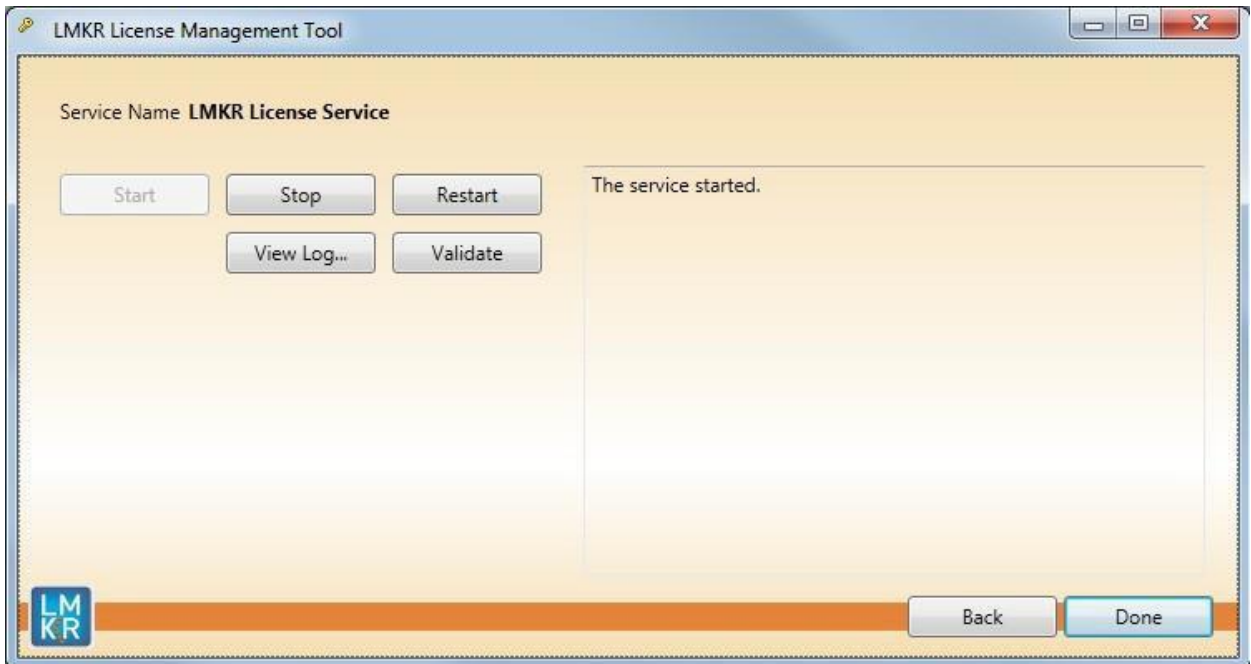 LMKR License Management Tool
Service Name LMKR License Service
Start Stop Restart
View Log... Validate
The service started.
LM
KR
Back Done